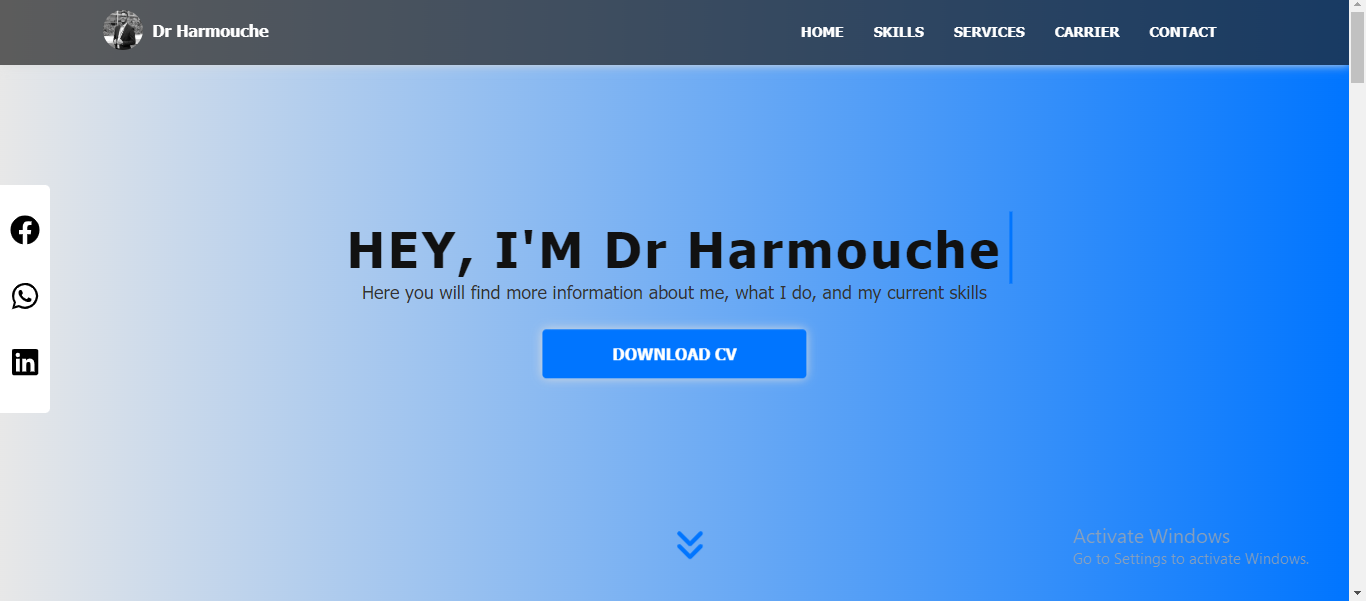 Dr Harmouche
HOME SKILLS SERVICES CARRIER CONTACT
HEY, I'M Dr Harmouche
Here you will find more information about me, what I do, and my current skills
DOWNLOAD CV
in
Activate Windows
Go to Settings to activate Windows.